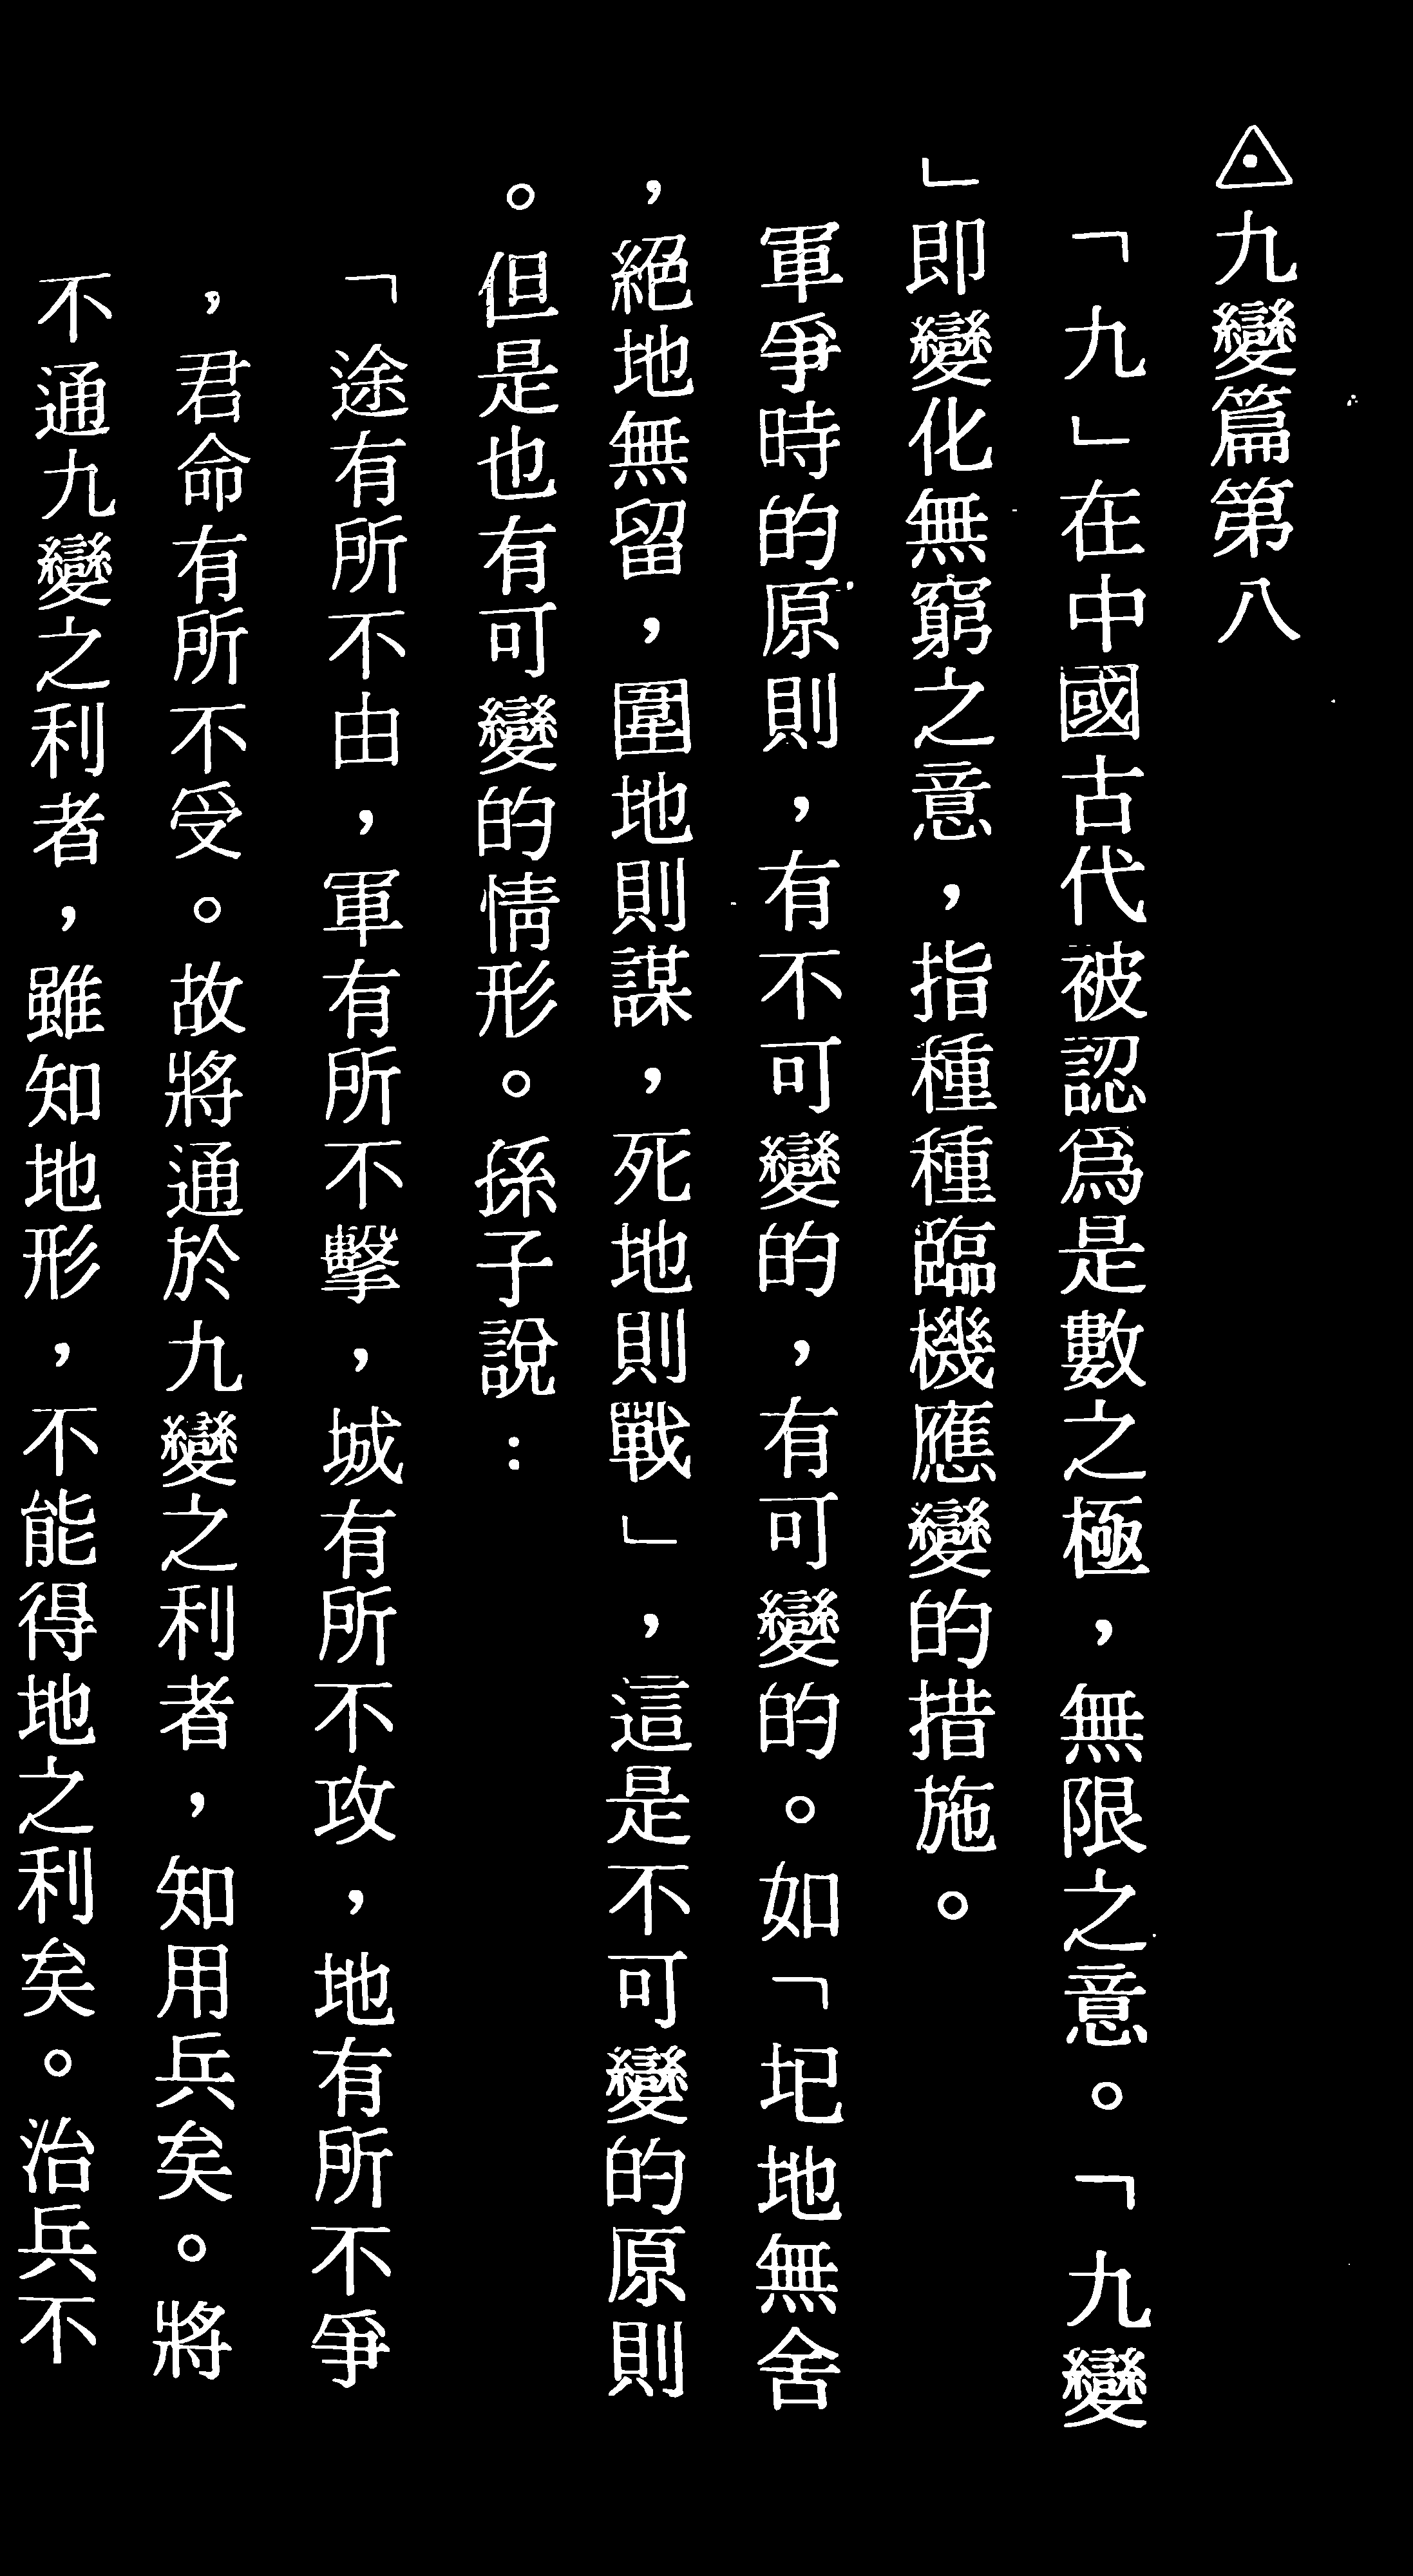 九變篇第八
「九」在中國古代被認爲是數之極，無限之意。「九變
」即變化無窮之意，指種種臨機應變的措施。
軍爭時的原則，有不可變的，有可變的。如「圮地無舍
，絕地無留，圍地則謀，死地則戰」，這是不可變的原則
。但是也有可變的情形。孫子說：
「途有所不由，軍有所不擊，城有所不攻，地有所不爭
，君命有所不受。故將通於九變之利者，知用兵矣。將
不通九變之利者，雖知地形，不能得地之利矣。治兵不